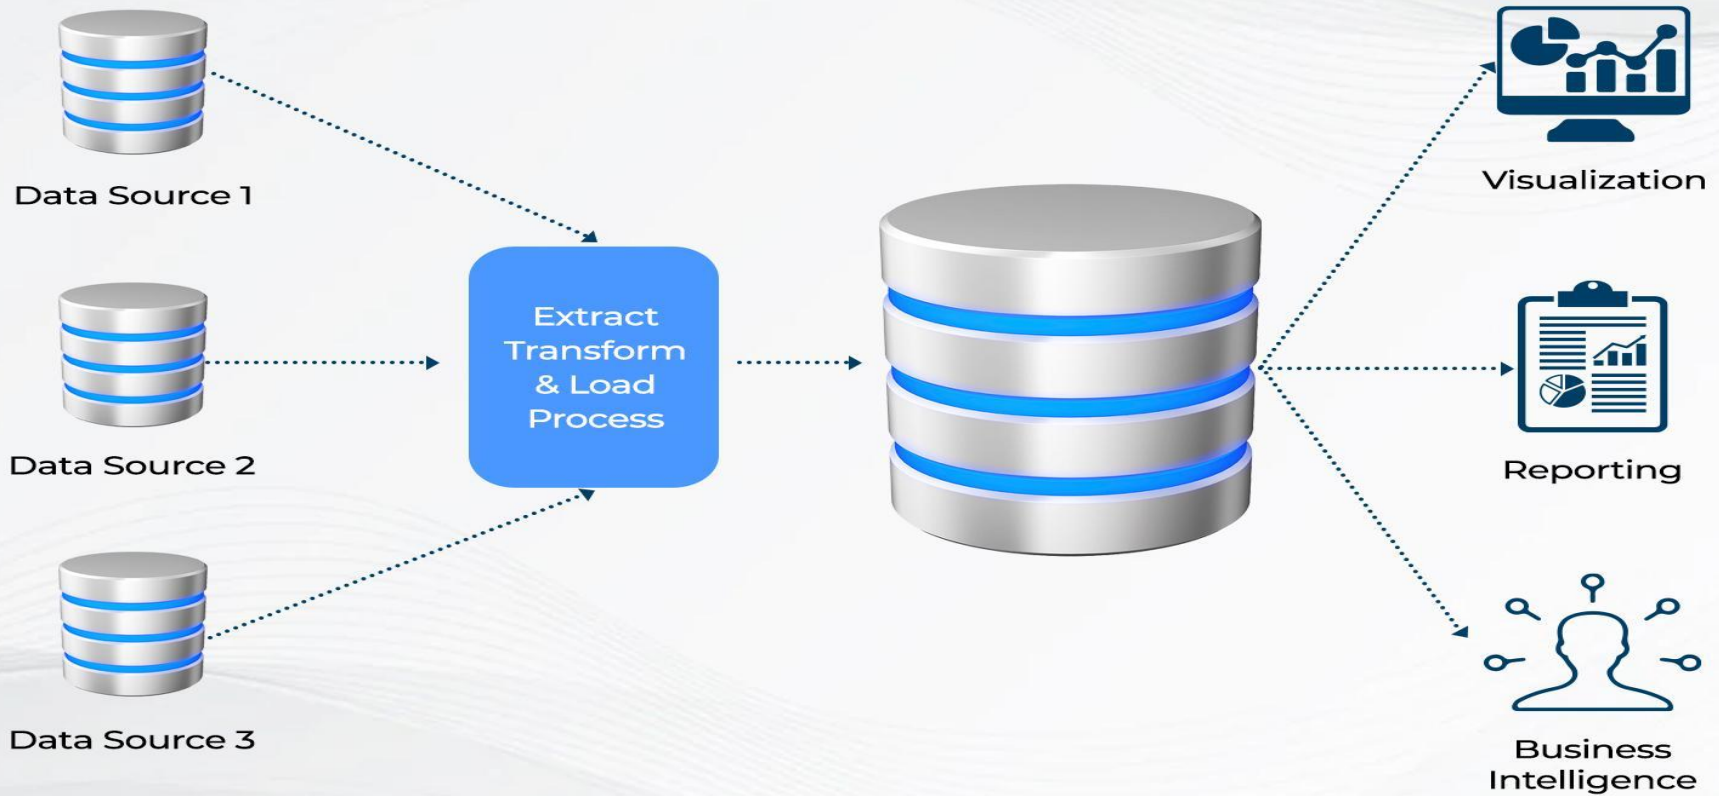 Data Source 1
Data Source 2
Data Source 3
Extract
Transform
& Load
Process
Visualization
Reporting
Business
Intelligence